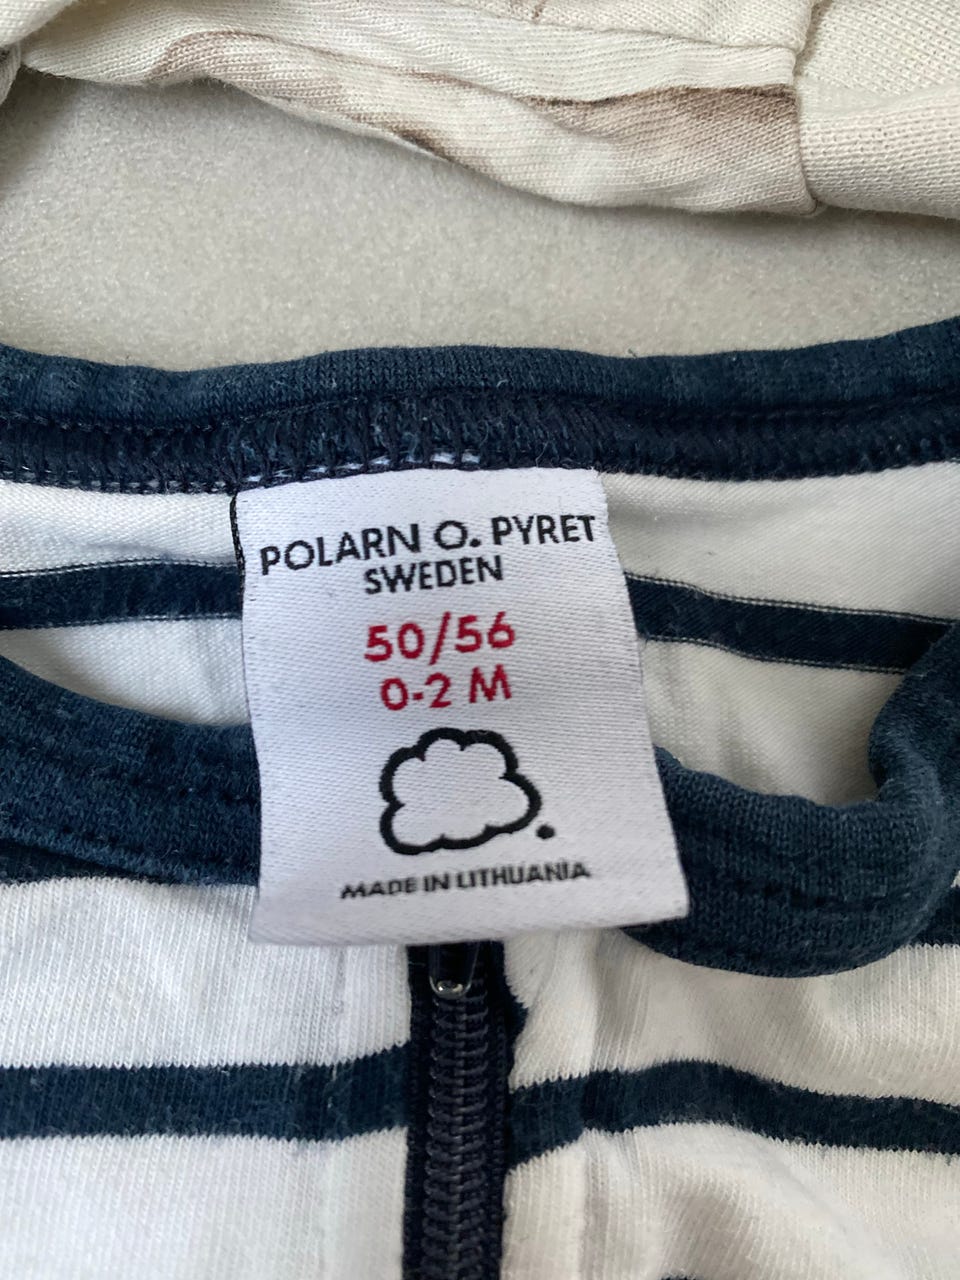 POLARN O. PYRET
SWEDEN
50/56
0-2 M
MADE IN LITHUANIA